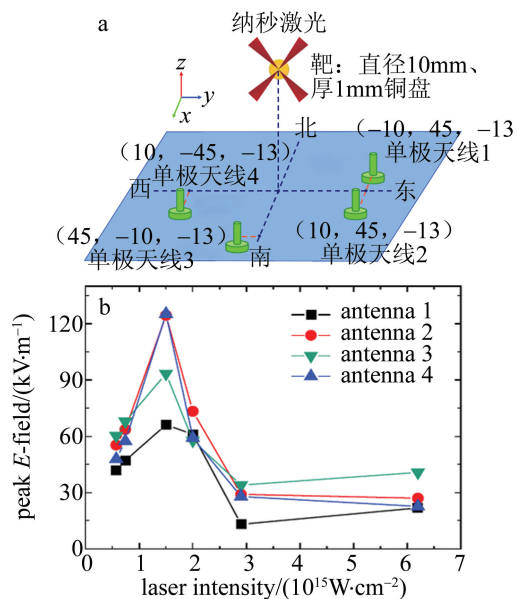 a
纳秒激光
靶：直径10mm、
厚1mm铜盘
z
y
x
北
（10，−45，−13）
单极天线4
（−10，45，−13
单极天线1
西
东
（45，−10，−13）
单极天线3
南
（10，45，−13）
单极天线2
b
antenna 1
antenna 2
antenna 3
antenna 4
120
90
60
30
0
peak E-field/(kV·m−1)
0 1 2 3 4 5 6 7
laser intensity/(10¹⁵W·cm⁻²)